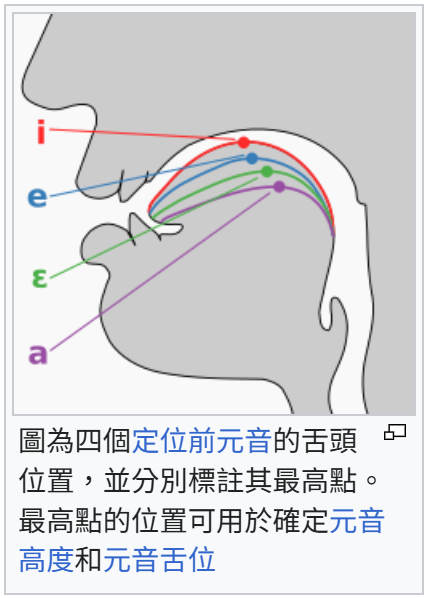 i
e
ε
a
圖為四個定位前元音的舌頭
位置，並分別標註其最高點。
最高點的位置可用於確定元音
高度和元音舌位